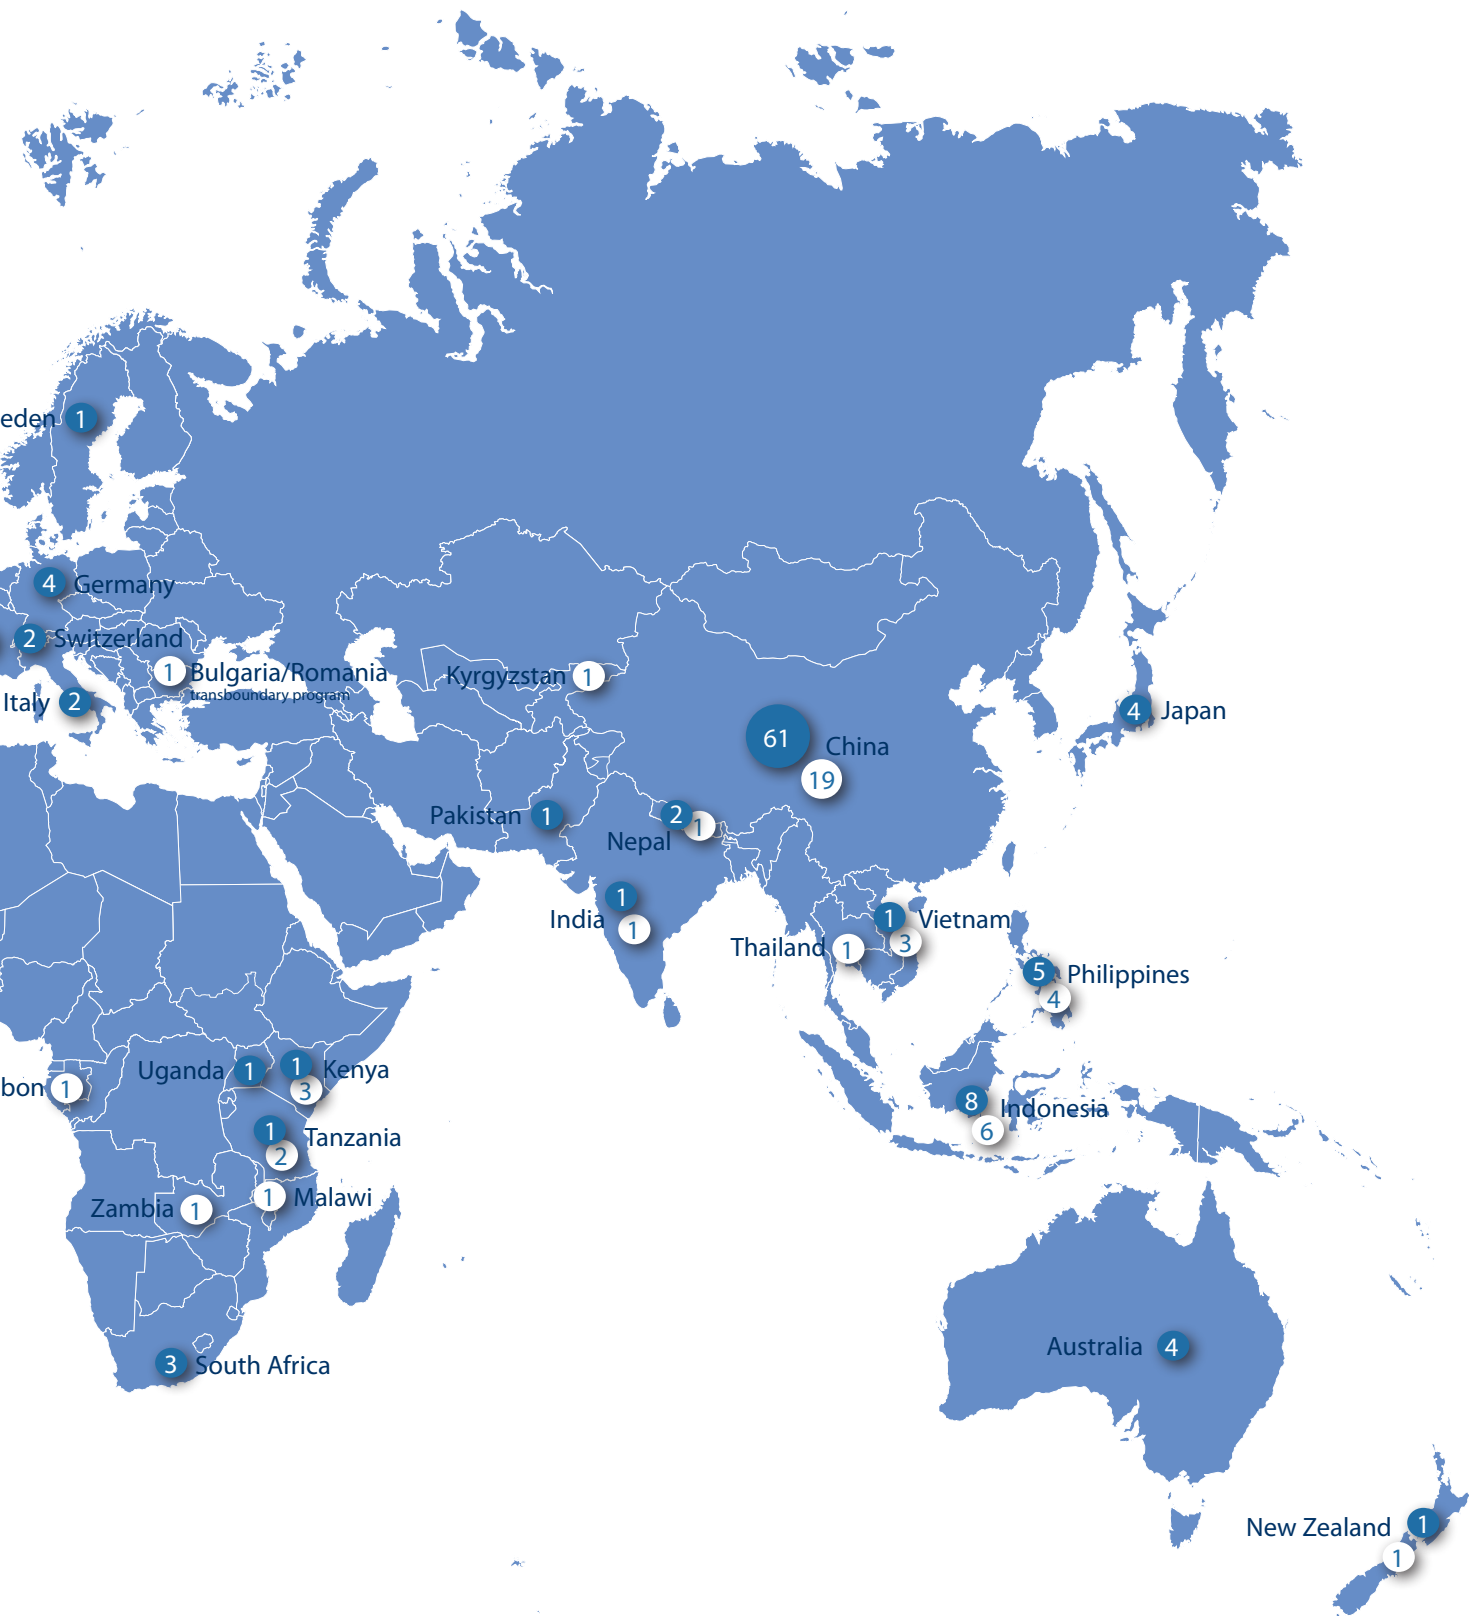 eden 1
4 Germany
2 Switzerland
1 Bulgaria/Romania
transboundary program
Kyrgyzstan 1
Italy 2
4 Japan
61
China
19
Pakistan 1
2
1
Nepal
1
India
1
1 Vietnam
3
Thailand 1
5 Philippines
4
Uganda 1
1 Kenya
3
bon 1
8
Indonesia
6
1
Tanzania
2
1 Malawi
Zambia 1
Australia 4
3 South Africa
New Zealand 1
1